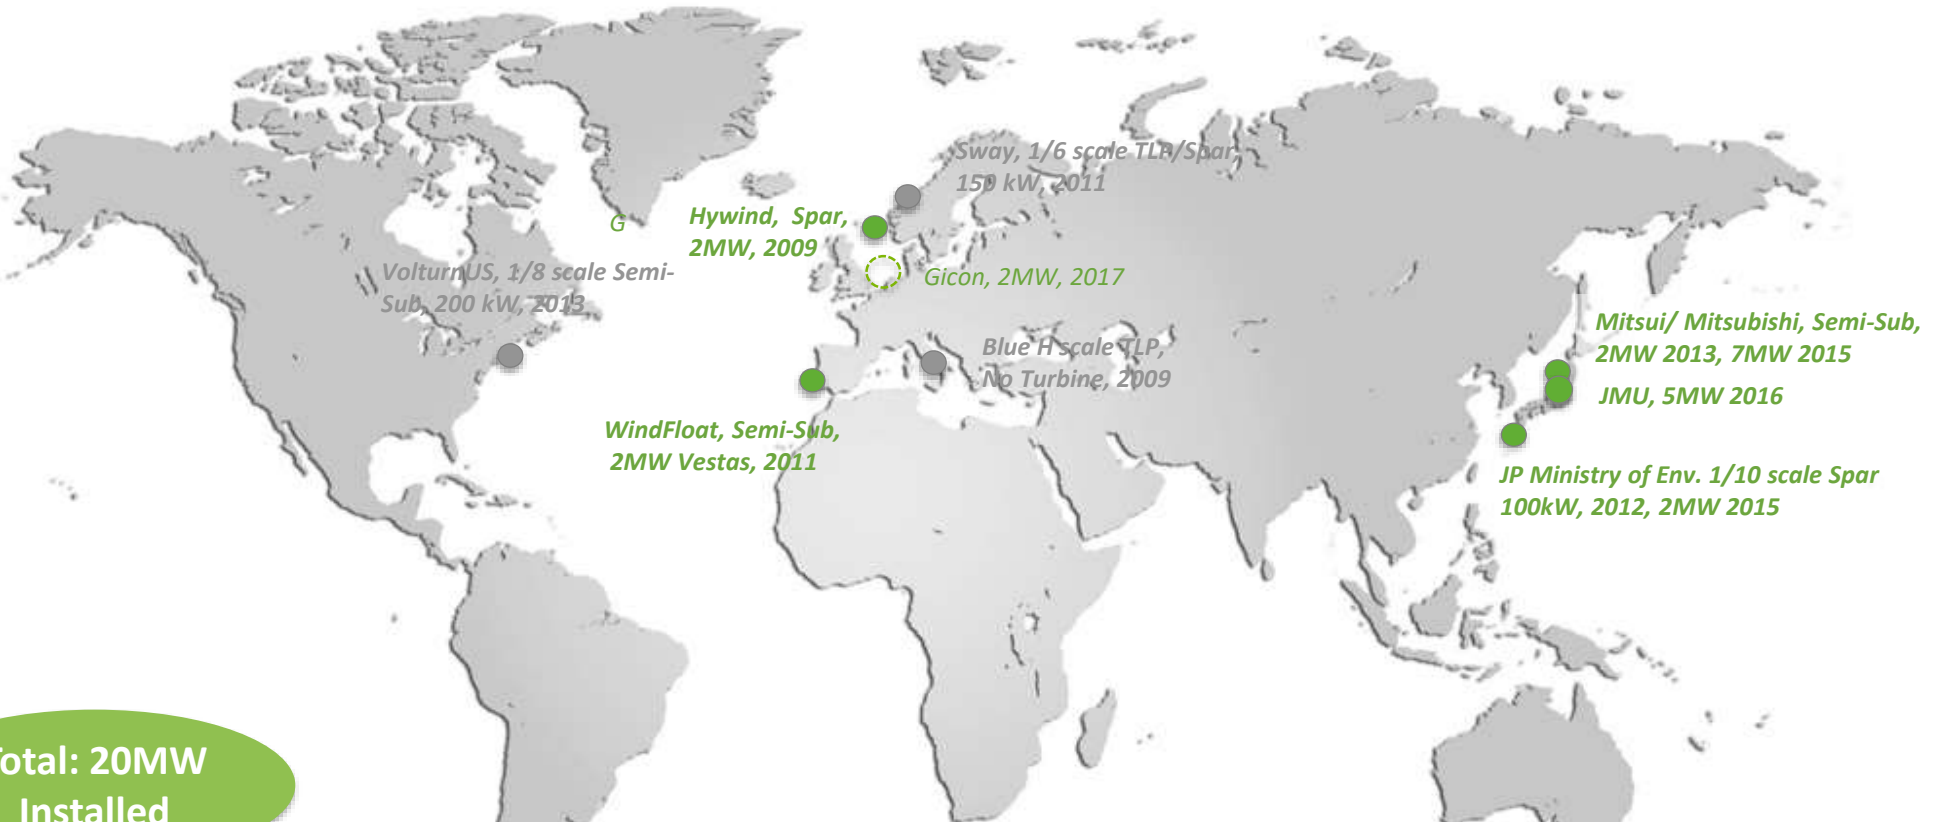 Sway, 1/6 scale TLP/Spar,
150 kW, 2011
G
Hywind, Spar,
2MW, 2009
VolturnUS, 1/8 scale Semi-
Sub, 200 kW, 2013
Gicon, 2MW, 2017
Mitsui/ Mitsubishi, Semi-Sub,
2MW 2013, 7MW 2015
Blue H scale TLP,
No Turbine, 2009
JMU, 5MW 2016
WindFloat, Semi-Sub,
2MW Vestas, 2011
JP Ministry of Env. 1/10 scale Spar
100kW, 2012, 2MW 2015
otal: 20MW
Installed